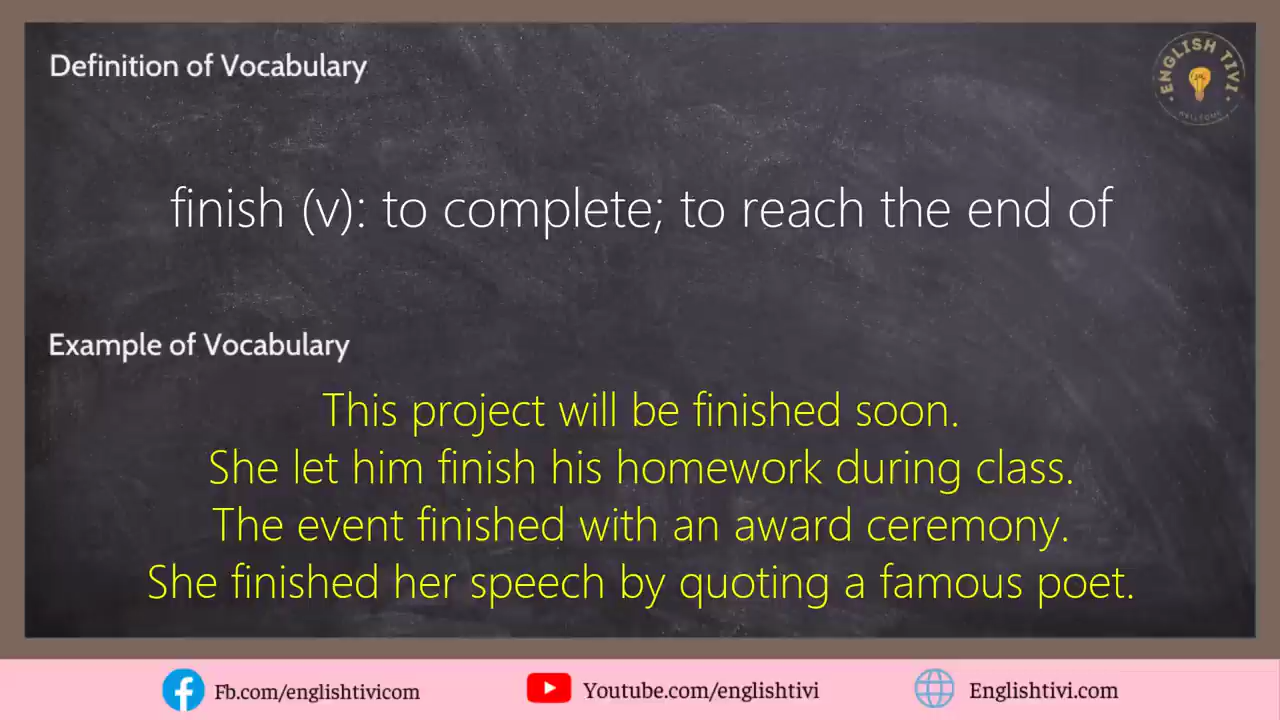 Definition of Vocabulary
ENGLISH TIVI
WELCOME
finish (v): to complete; to reach the end of
Example of Vocabulary
This project will be finished soon.
She let him finish his homework during class.
The event finished with an award ceremony.
She finished her speech by quoting a famous poet.
Fb.com/englishtivicom
Youtube.com/englishtivi
Englishtivi.com